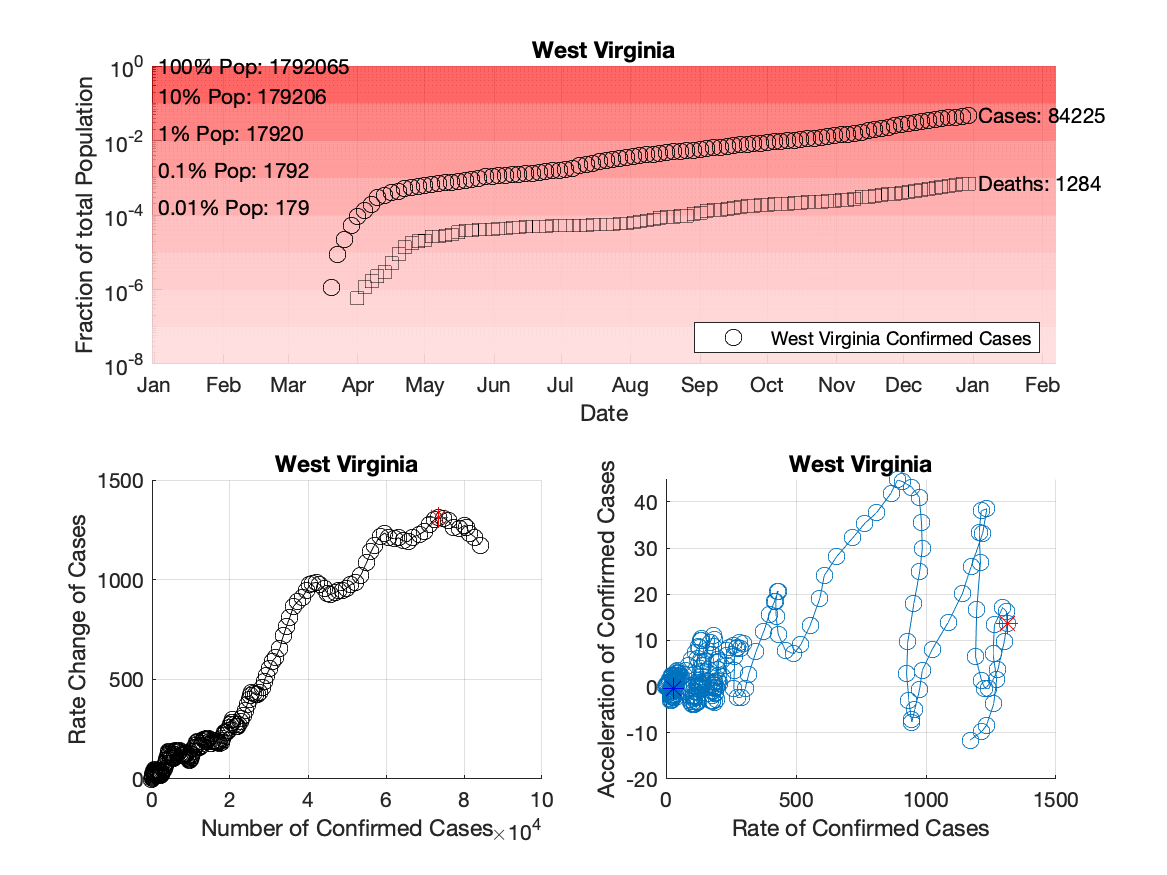 West Virginia
10^0
10^-2
10^-4
10^-6
10^-8
Fraction of total Population
100% Pop: 1792065
10% Pop: 179206
1% Pop: 17920
0.1% Pop: 1792
0.01% Pop: 179
Cases: 84225
Deaths: 1284
West Virginia Confirmed Cases
Jan Feb Mar Apr May Jun Jul Aug Sep Oct Nov Dec Jan Feb
Date
West Virginia
1500
1000
500
0
Rate Change of Cases
0 2 4 6 8 10
Number of Confirmed Cases ×10^4
West Virginia
40
30
20
10
0
-10
-20
Acceleration of Confirmed Cases
0 500 1000 1500
Rate of Confirmed Cases